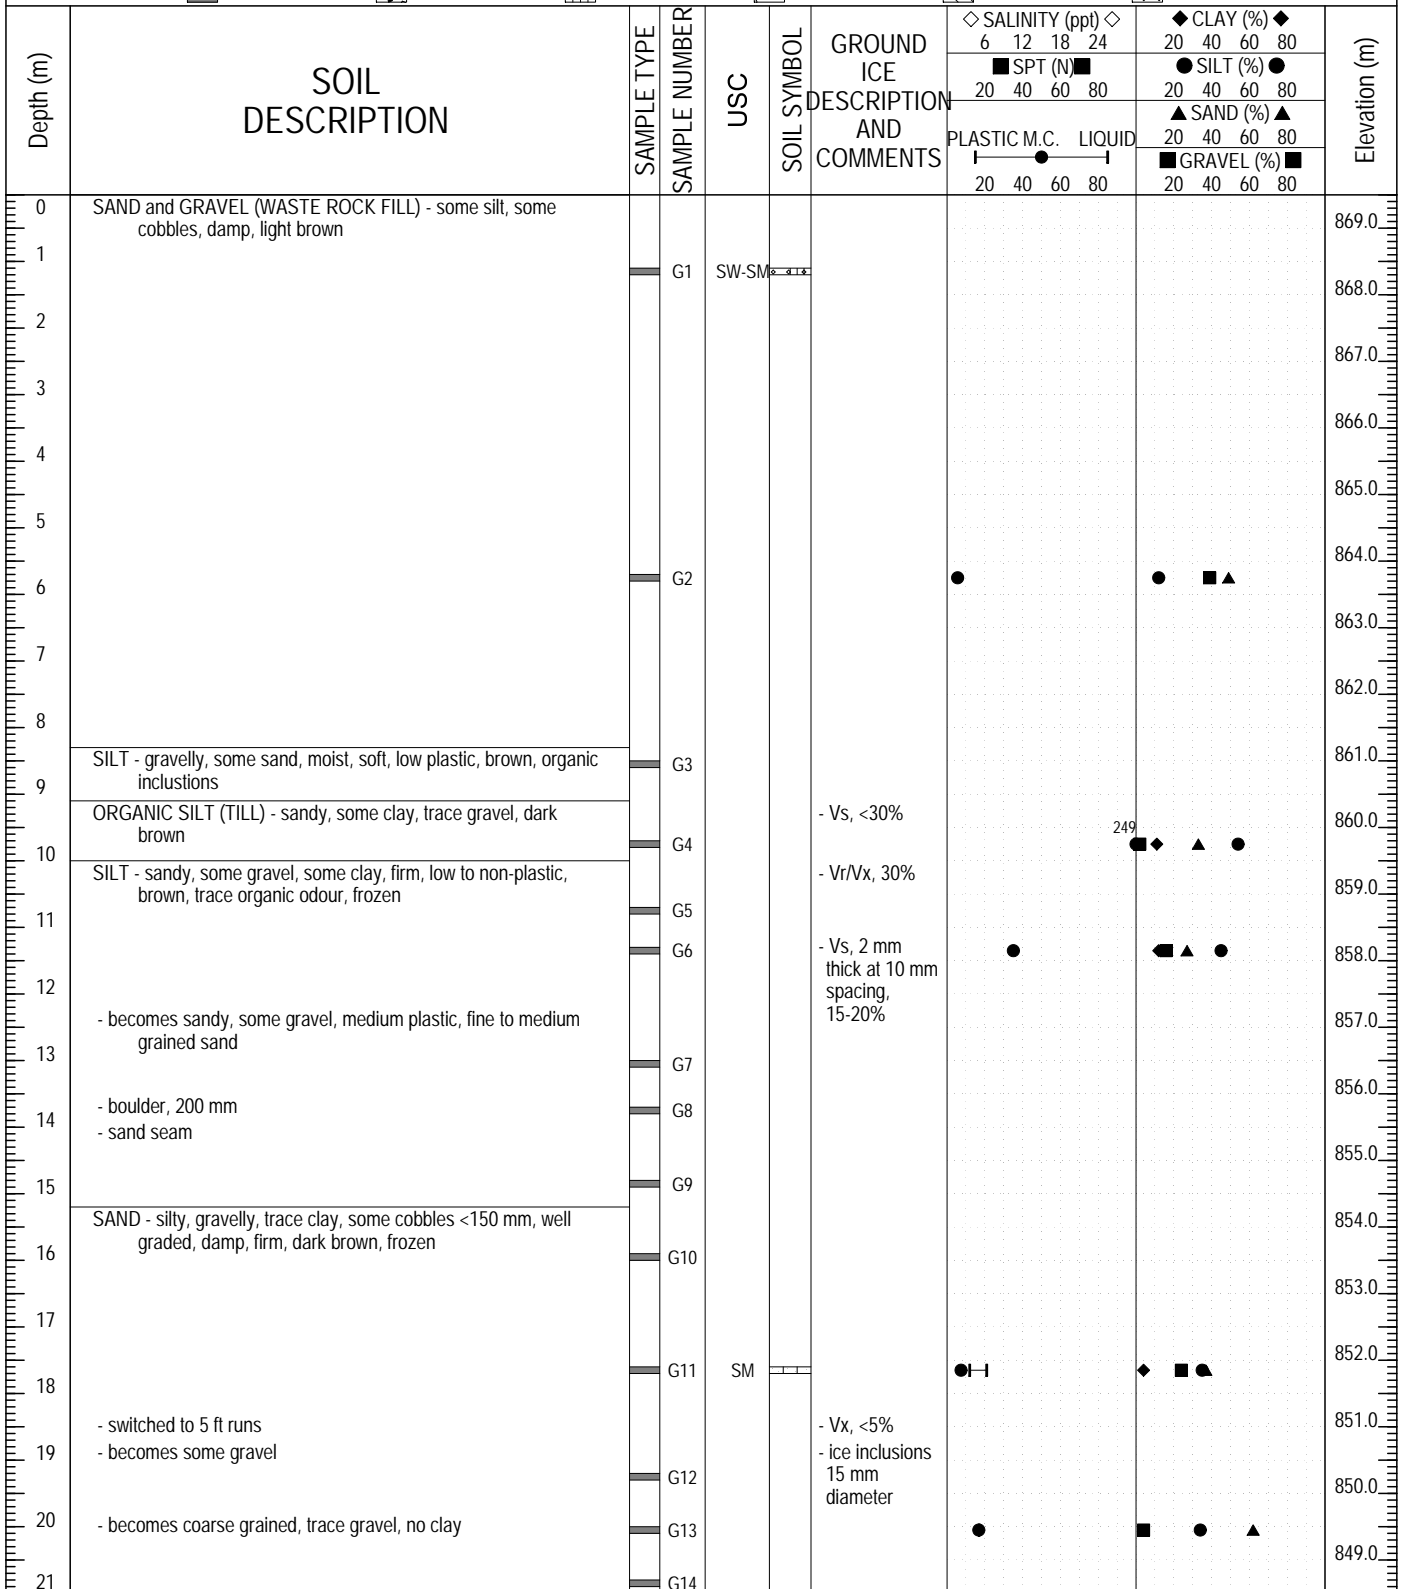 Depth (m)
SOIL
DESCRIPTION
SAMPLE TYPE
SAMPLE NUMBER
USC
SOIL SYMBOL
GROUND
ICE
DESCRIPTION
AND
COMMENTS
◇ SALINITY (ppt) ◇
6 12 18 24
■ SPT (N) ■
20 40 60 80
PLASTIC M.C. LIQUID
20 40 60 80
◆ CLAY (%) ◆
20 40 60 80
● SILT (%) ●
20 40 60 80
▲ SAND (%) ▲
20 40 60 80
■ GRAVEL (%) ■
20 40 60 80
Elevation (m)
0
SAND and GRAVEL (WASTE ROCK FILL) - some silt, some
cobbles, damp, light brown
869.0
1
G1 SW-SM
868.0
2
867.0
3
866.0
4
865.0
5
864.0
G2
6
863.0
7
862.0
8
SILT - gravelly, some sand, moist, soft, low plastic, brown, organic
inclustions
G3
861.0
9
ORGANIC SILT (TILL) - sandy, some clay, trace gravel, dark
brown
- Vs, <30%
860.0
249
G4
10
SILT - sandy, some gravel, some clay, firm, low to non-plastic,
brown, trace organic odour, frozen
- Vr/Vx, 30%
859.0
G5
11
G6
- Vs, 2 mm
thick at 10 mm
spacing,
15-20%
858.0
12
- becomes sandy, some gravel, medium plastic, fine to medium
grained sand
857.0
13
G7
856.0
- boulder, 200 mm
G8
14
- sand seam
855.0
G9
15
SAND - silty, gravelly, trace clay, some cobbles <150 mm, well
graded, damp, firm, dark brown, frozen
854.0
16
G10
853.0
17
852.0
G11 SM
18
- switched to 5 ft runs
- Vx, <5%
851.0
19
- becomes some gravel
- ice inclusions
15 mm
diameter
G12
850.0
20
- becomes coarse grained, trace gravel, no clay
G13
849.0
21
G14